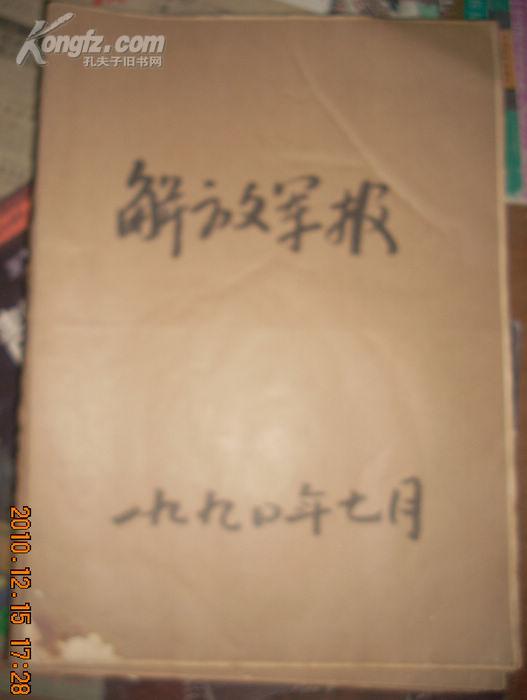 Kongfz.com
孔夫子旧书网
解放军报
一九九〇年七月
2010.12.15 17:28